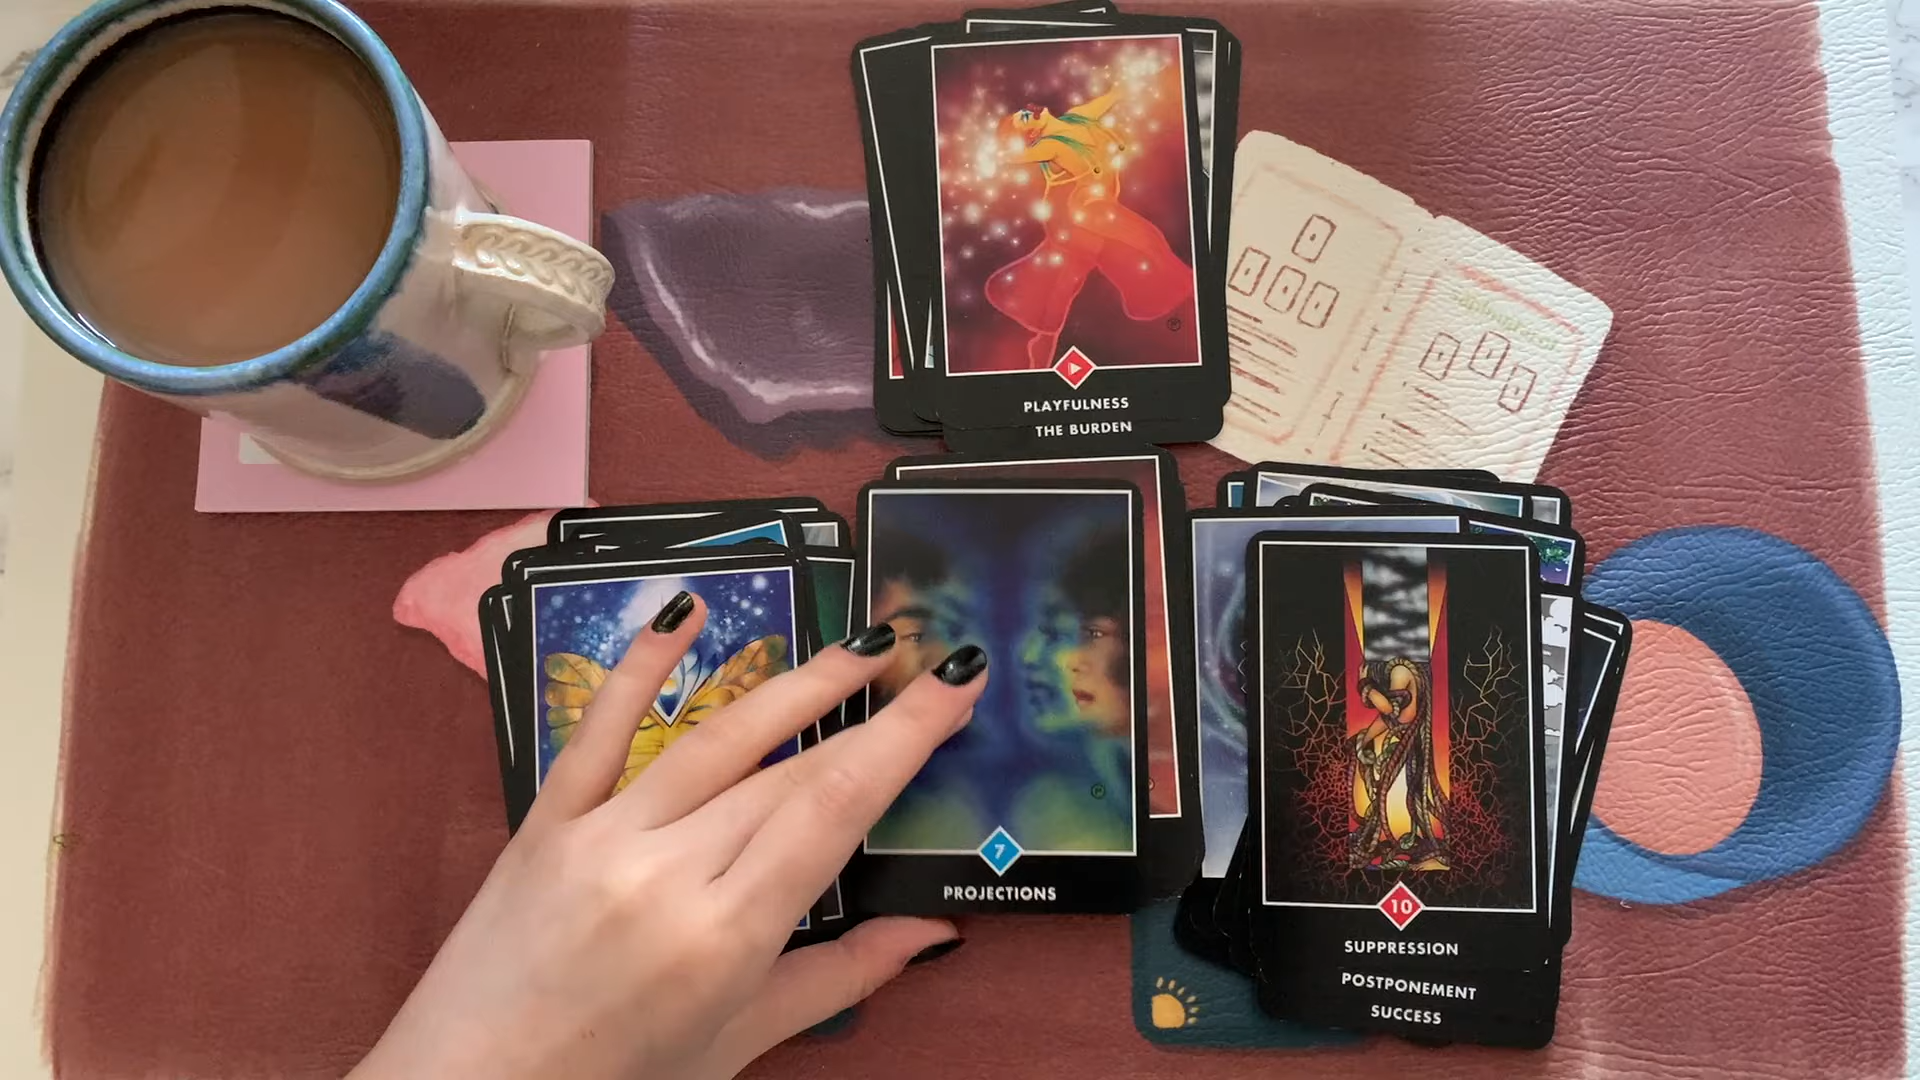 PLAYFULNESS
THE BURDEN
7
PROJECTIONS
10
SUPPRESSION
POSTPONEMENT
SUCCESS